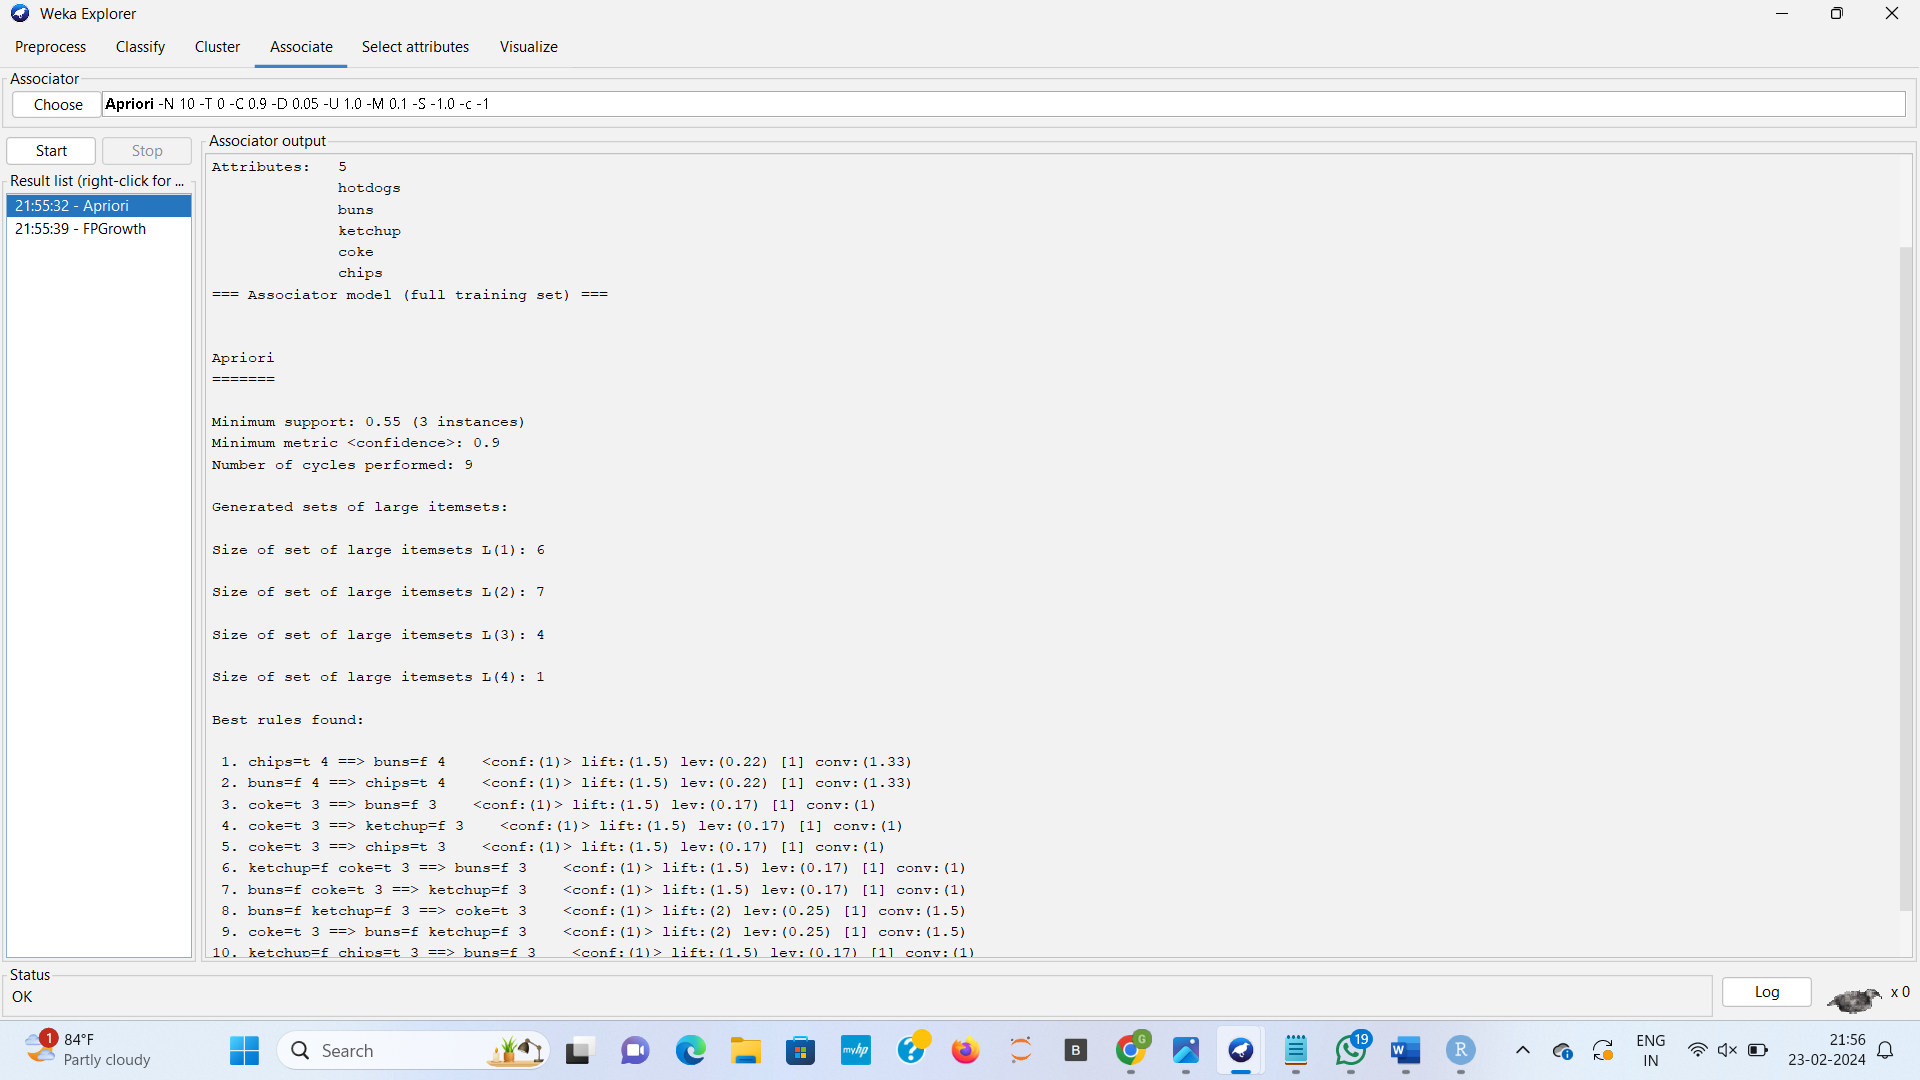 Weka Explorer
Preprocess Classify Cluster Associate Select attributes Visualize
Associator
Choose Apriori -N 10 -T 0 -C 0.9 -D 0.05 -U 1.0 -M 0.1 -S -1.0 -c -1
Start Stop
Result list (right-click for ...
21:55:32 - Apriori
21:55:39 - FPGrowth
Associator output
Attributes: 5
hotdogs
buns
ketchup
coke
chips
=== Associator model (full training set) ===
Apriori
=======
Minimum support: 0.55 (3 instances)
Minimum metric <confidence>: 0.9
Number of cycles performed: 9
Generated sets of large itemsets:
Size of set of large itemsets L(1): 6
Size of set of large itemsets L(2): 7
Size of set of large itemsets L(3): 4
Size of set of large itemsets L(4): 1
Best rules found:
1. chips=t 4 ==> buns=f 4 <conf:(1)> lift:(1.5) lev:(0.22) [1] conv:(1.33)
2. buns=f 4 ==> chips=t 4 <conf:(1)> lift:(1.5) lev:(0.22) [1] conv:(1.33)
3. coke=t 3 ==> buns=f 3 <conf:(1)> lift:(1.5) lev:(0.17) [1] conv:(1)
4. coke=t 3 ==> ketchup=f 3 <conf:(1)> lift:(1.5) lev:(0.17) [1] conv:(1)
5. coke=t 3 ==> chips=t 3 <conf:(1)> lift:(1.5) lev:(0.17) [1] conv:(1)
6. ketchup=f coke=t 3 ==> buns=f 3 <conf:(1)> lift:(1.5) lev:(0.17) [1] conv:(1)
7. buns=f coke=t 3 ==> ketchup=f 3 <conf:(1)> lift:(1.5) lev:(0.17) [1] conv:(1)
8. buns=f ketchup=f 3 ==> coke=t 3 <conf:(1)> lift:(2) lev:(0.25) [1] conv:(1.5)
9. coke=t 3 ==> buns=f ketchup=f 3 <conf:(1)> lift:(2) lev:(0.25) [1] conv:(1.5)
10. ketchup=f chips=t 3 ==> buns=f 3 <conf:(1)> lift:(1.5) lev:(0.17) [1] conv:(1)
Status
OK
Log
x 0
1
84°F
Partly cloudy
Search
myhp
B
G
19
W
R
ENG
IN
21:56
23-02-2024